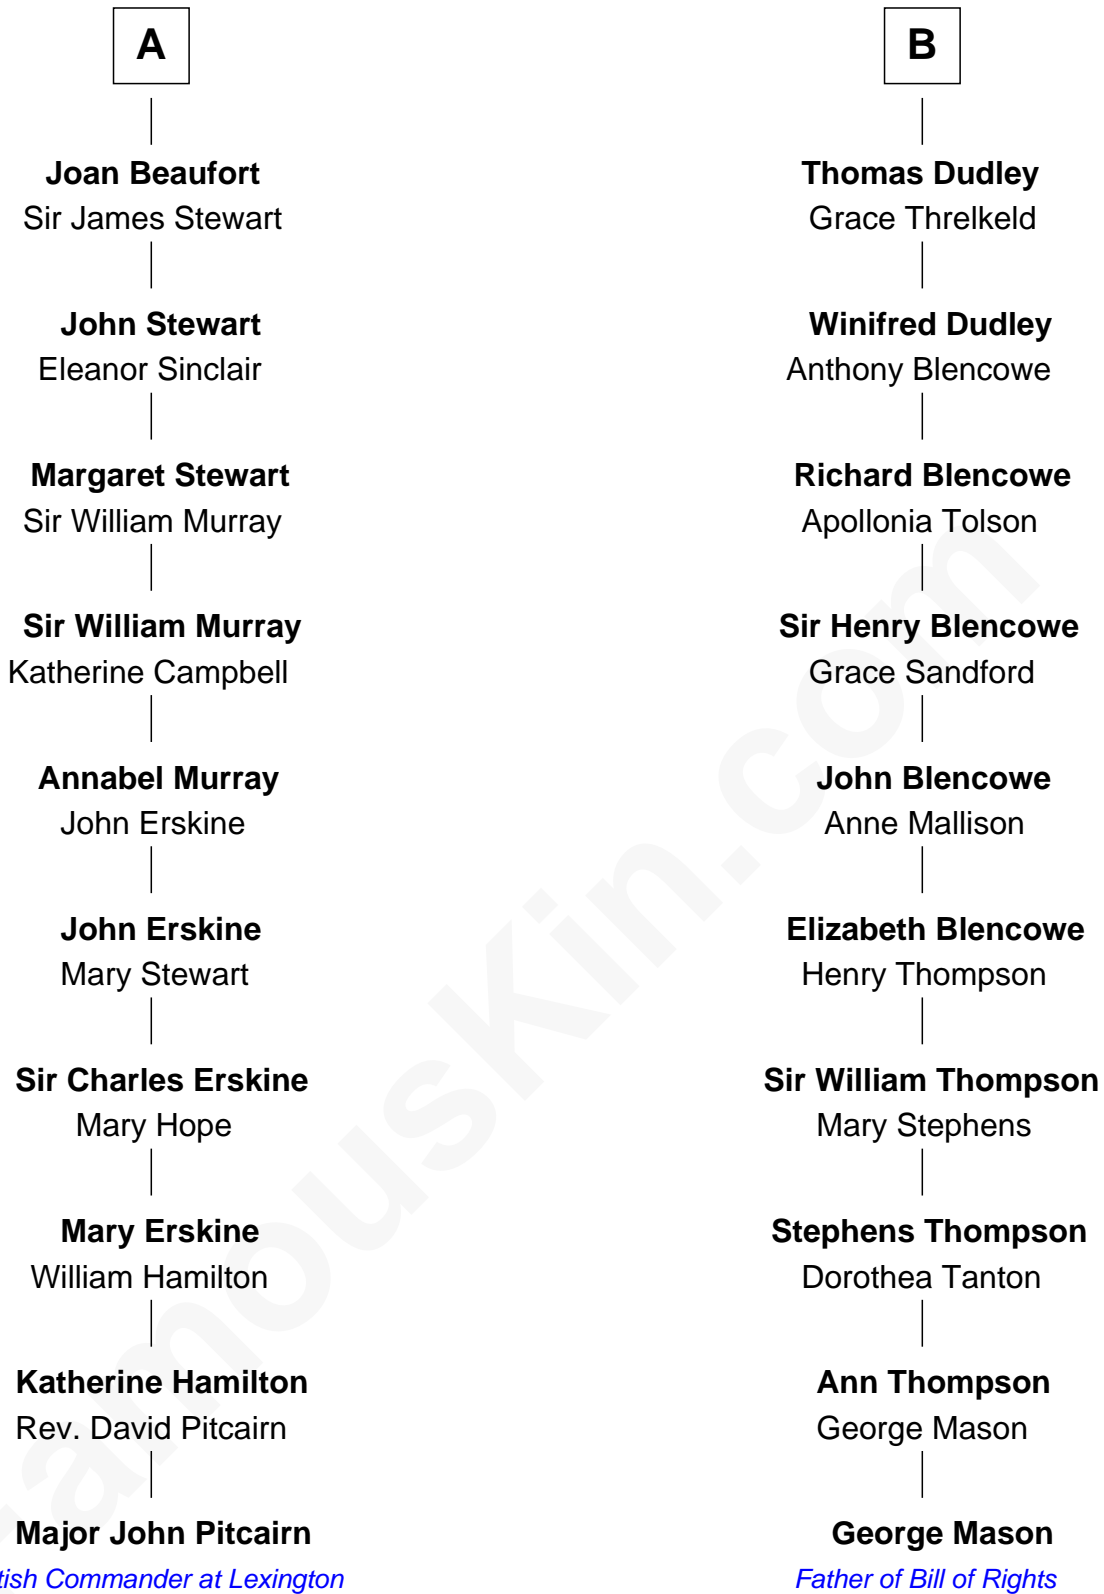 A
Joan Beaufort
Sir James Stewart
John Stewart
Eleanor Sinclair
Margaret Stewart
Sir William Murray
Sir William Murray
Katherine Campbell
Annabel Murray
John Erskine
John Erskine
Mary Stewart
Sir Charles Erskine
Mary Hope
Mary Erskine
William Hamilton
Katherine Hamilton
Rev. David Pitcairn
Major John Pitcairn
tish Commander at Lexington
B
Thomas Dudley
Grace Threlkeld
Winifred Dudley
Anthony Blencowe
Richard Blencowe
Apollonia Tolson
Sir Henry Blencowe
Grace Sandford
John Blencowe
Anne Mallison
Elizabeth Blencowe
Henry Thompson
Sir William Thompson
Mary Stephens
Stephens Thompson
Dorothea Tanton
Ann Thompson
George Mason
George Mason
Father of Bill of Rights
FamousKin.com